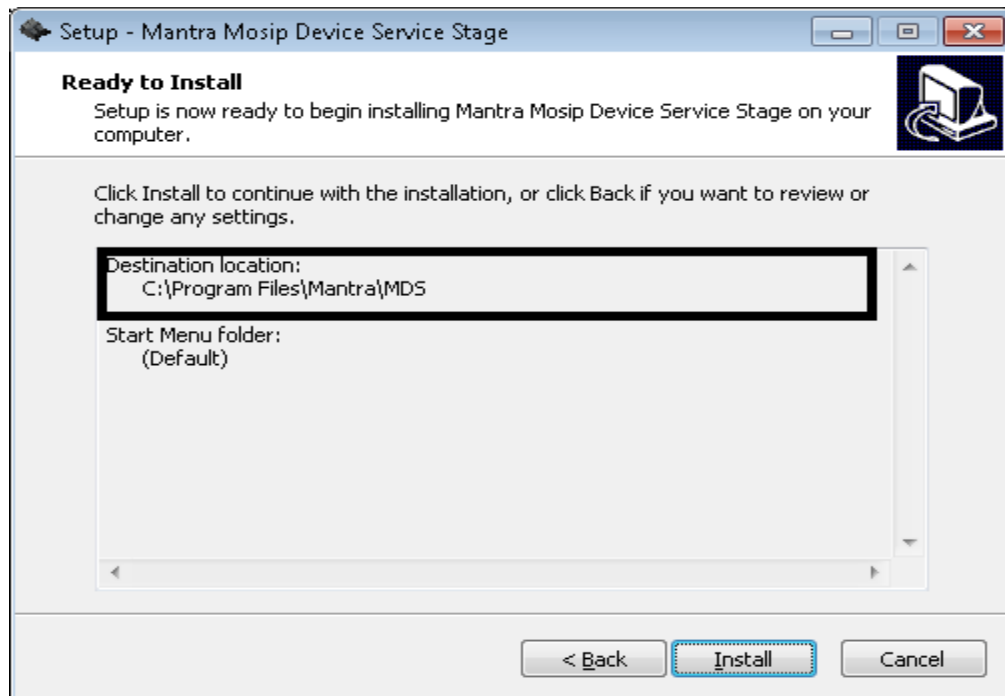 Setup - Mantra Mosip Device Service Stage
Ready to Install
Setup is now ready to begin installing Mantra Mosip Device Service Stage on your
computer.
Click Install to continue with the installation, or click Back if you want to review or
change any settings.
Destination location:
C:\Program Files\Mantra\MDS
Start Menu folder:
(Default)
< Back
Install
Cancel